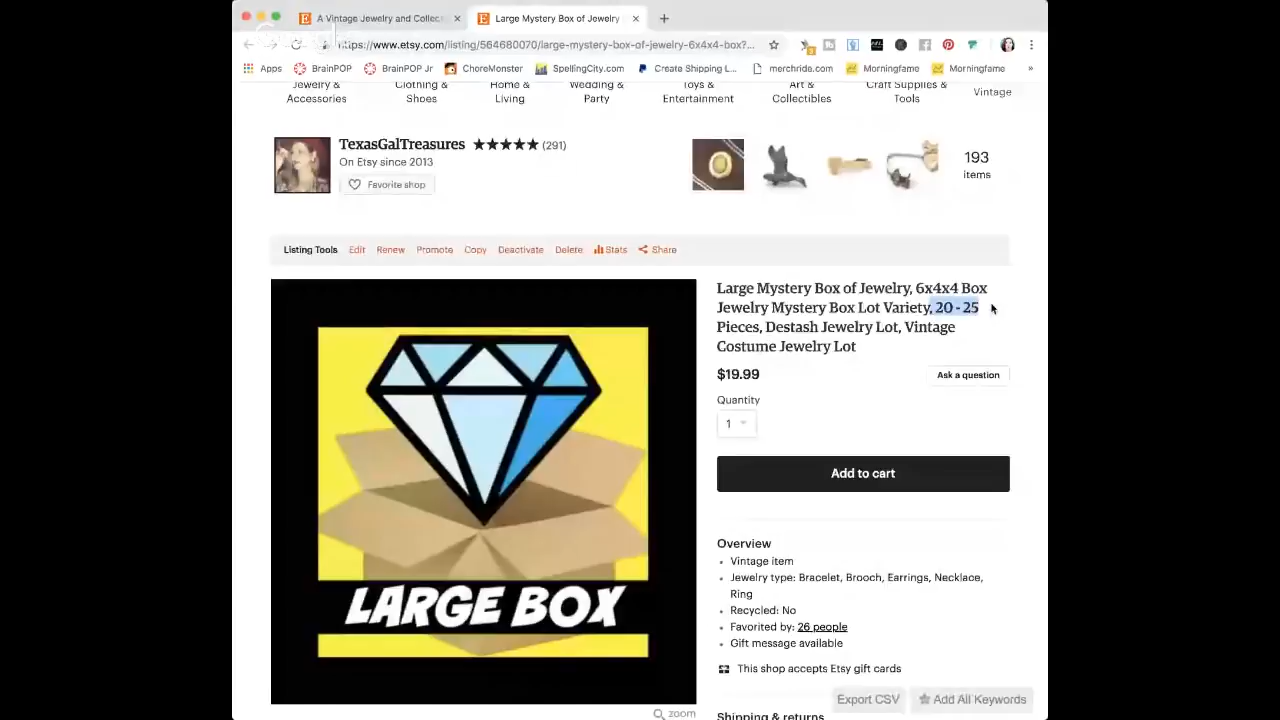 A Vintage Jewelry and Collec
Large Mystery Box of Jewelry
https://www.etsy.com/listing/564680070/large-mystery-box-of-jewelry-6x4x4-box?...
Apps BrainPOP BrainPOP Jr ChoreMonster SpellingCity.com Create Shipping L... merchride.com Morningfame Morningfame »
Jewelry & Accessories
Clothing & Shoes
Home & Living
Wedding & Party
Toys & Entertainment
Art & Collectibles
Craft Supplies & Tools
Vintage
TexasGalTreasures ★★★★★ (291)
On Etsy since 2013
Favorite shop
193
items
Listing Tools Edit Renew Promote Copy Deactivate Delete Stats Share
Large Mystery Box of Jewelry, 6x4x4 Box
Jewelry Mystery Box Lot Variety, 20 - 25
Pieces, Destash Jewelry Lot, Vintage
Costume Jewelry Lot
$19.99
Ask a question
Quantity
1
Add to cart
LARGE BOX
Overview
Vintage item
Jewelry type: Bracelet, Brooch, Earrings, Necklace,
Ring
Recycled: No
Favorited by: 26 people
Gift message available
This shop accepts Etsy gift cards
Export CSV
Add All Keywords
zoom
Shipping & returns